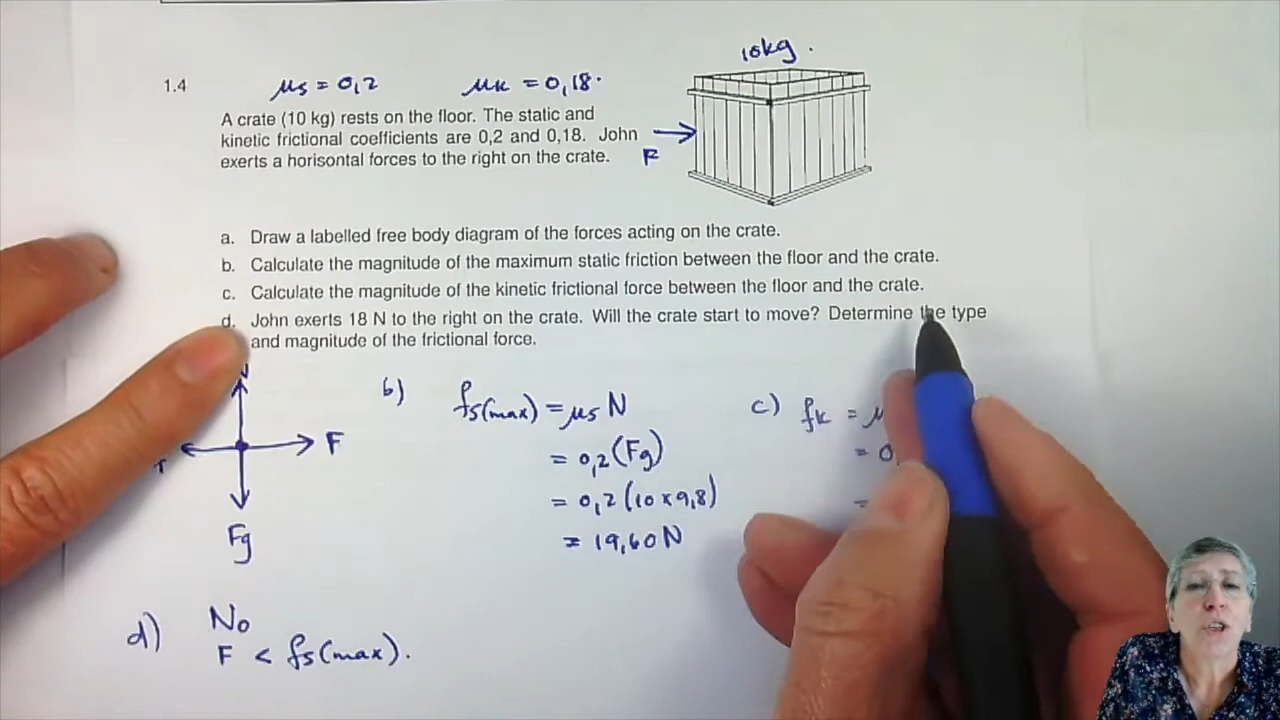 10kg.
1.4
μs = 0,2 μk = 0,18.
A crate (10 kg) rests on the floor. The static and
kinetic frictional coefficients are 0,2 and 0,18. John
exerts a horisontal forces to the right on the crate.
F
a. Draw a labelled free body diagram of the forces acting on the crate.
b. Calculate the magnitude of the maximum static friction between the floor and the crate.
c. Calculate the magnitude of the kinetic frictional force between the floor and the crate.
d. John exerts 18 N to the right on the crate. Will the crate start to move? Determine the type
and magnitude of the frictional force.
F
Fg
b) fs(max) = μs N
= 0,2 (Fg)
= 0,2 (10 x 9,8)
= 19,60 N
c) fk = μ
= 0,
=
d) No
F < fs(max).